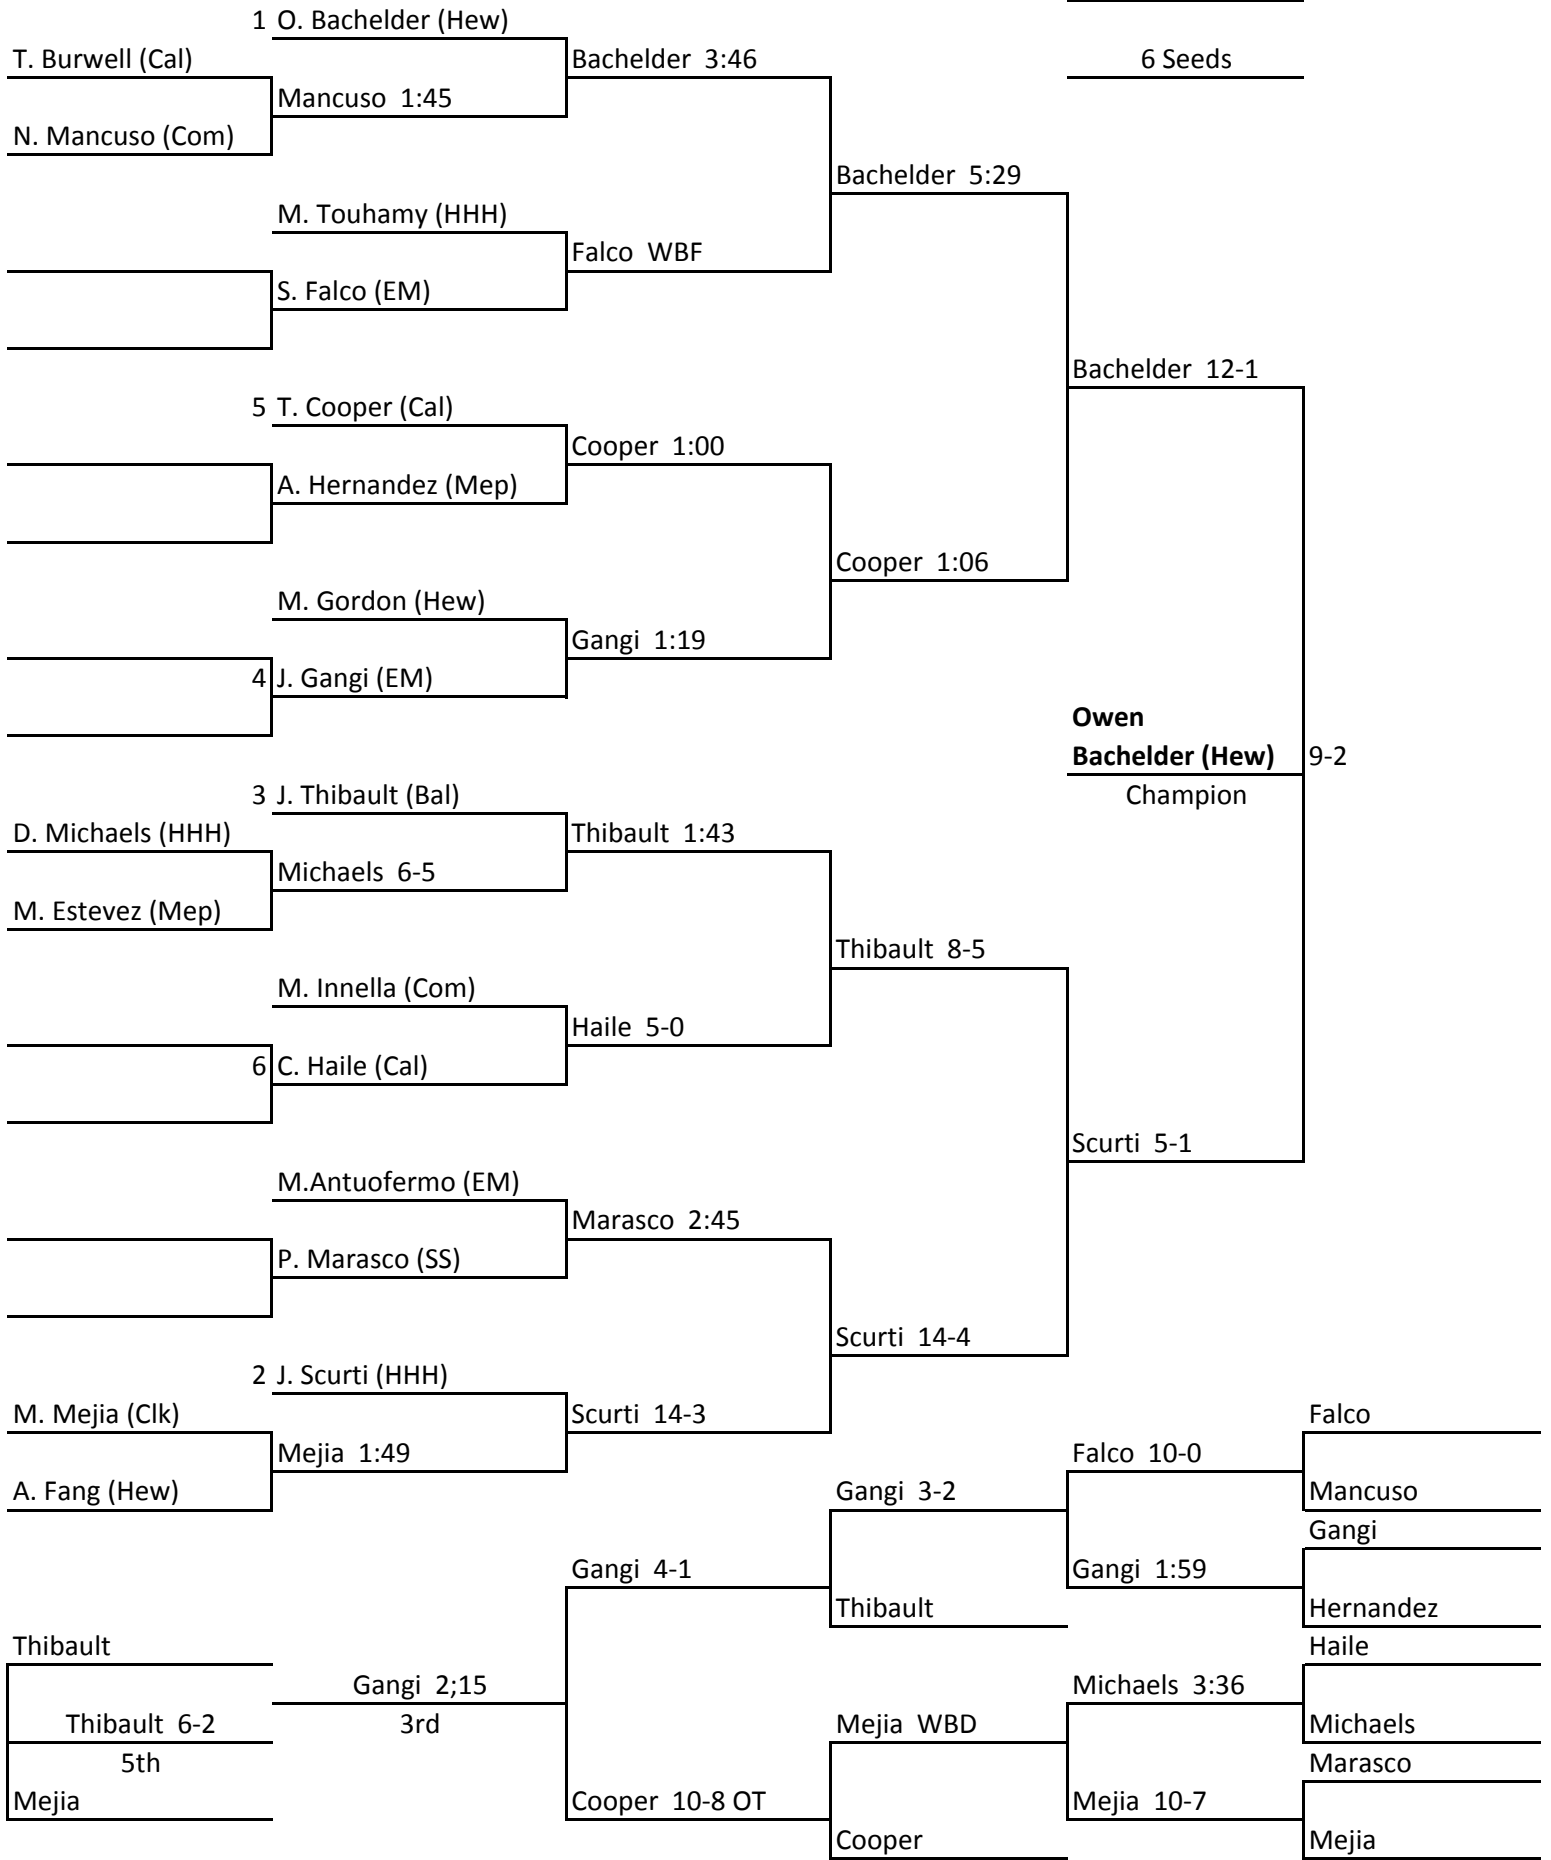 1 O. Bachelder (Hew)
T. Burwell (Cal)
Bachelder 3:46
6 Seeds
Mancuso 1:45
N. Mancuso (Com)
Bachelder 5:29
M. Touhamy (HHH)
Falco WBF
S. Falco (EM)
Bachelder 12-1
5 T. Cooper (Cal)
Cooper 1:00
A. Hernandez (Mep)
Cooper 1:06
M. Gordon (Hew)
Gangi 1:19
4 J. Gangi (EM)
Owen
Bachelder (Hew) 9-2
Champion
3 J. Thibault (Bal)
D. Michaels (HHH)
Thibault 1:43
Michaels 6-5
M. Estevez (Mep)
Thibault 8-5
M. Innella (Com)
Haile 5-0
6 C. Haile (Cal)
Scurti 5-1
M.Antuofermo (EM)
Marasco 2:45
P. Marasco (SS)
Scurti 14-4
2 J. Scurti (HHH)
M. Mejia (Clk)
Scurti 14-3
Falco
Mejia 1:49
Falco 10-0
A. Fang (Hew)
Gangi 3-2
Mancuso
Gangi
Gangi 4-1
Gangi 1:59
Thibault
Hernandez
Thibault
Haile
Gangi 2;15
Michaels 3:36
Thibault 6-2
3rd
Mejia WBD
Michaels
5th
Marasco
Mejia
Cooper 10-8 OT
Mejia 10-7
Cooper
Mejia